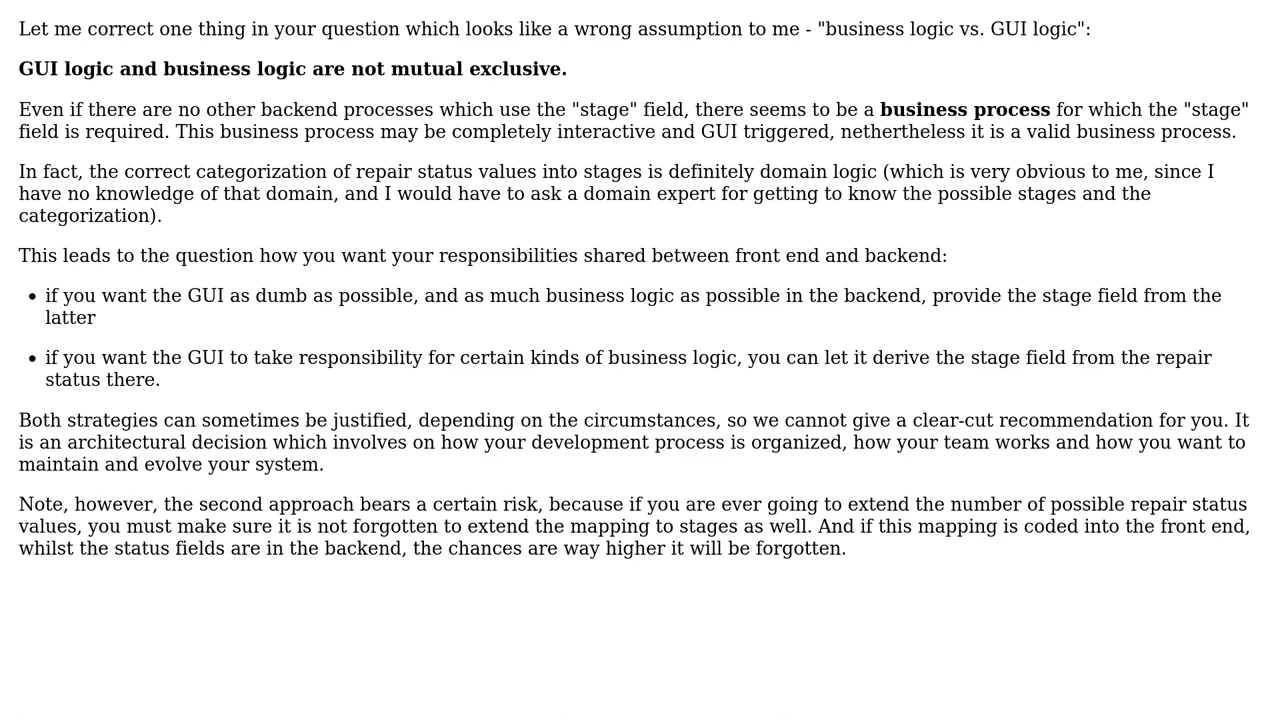 Let me correct one thing in your question which looks like a wrong assumption to me - "business logic vs. GUI logic":
GUI logic and business logic are not mutual exclusive.
Even if there are no other backend processes which use the "stage" field, there seems to be a business process for which the "stage"
field is required. This business process may be completely interactive and GUI triggered, nethertheless it is a valid business process.
In fact, the correct categorization of repair status values into stages is definitely domain logic (which is very obvious to me, since I
have no knowledge of that domain, and I would have to ask a domain expert for getting to know the possible stages and the
categorization).
This leads to the question how you want your responsibilities shared between front end and backend:
• if you want the GUI as dumb as possible, and as much business logic as possible in the backend, provide the stage field from the
latter
• if you want the GUI to take responsibility for certain kinds of business logic, you can let it derive the stage field from the repair
status there.
Both strategies can sometimes be justified, depending on the circumstances, so we cannot give a clear-cut recommendation for you. It
is an architectural decision which involves on how your development process is organized, how your team works and how you want to
maintain and evolve your system.
Note, however, the second approach bears a certain risk, because if you are ever going to extend the number of possible repair status
values, you must make sure it is not forgotten to extend the mapping to stages as well. And if this mapping is coded into the front end,
whilst the status fields are in the backend, the chances are way higher it will be forgotten.